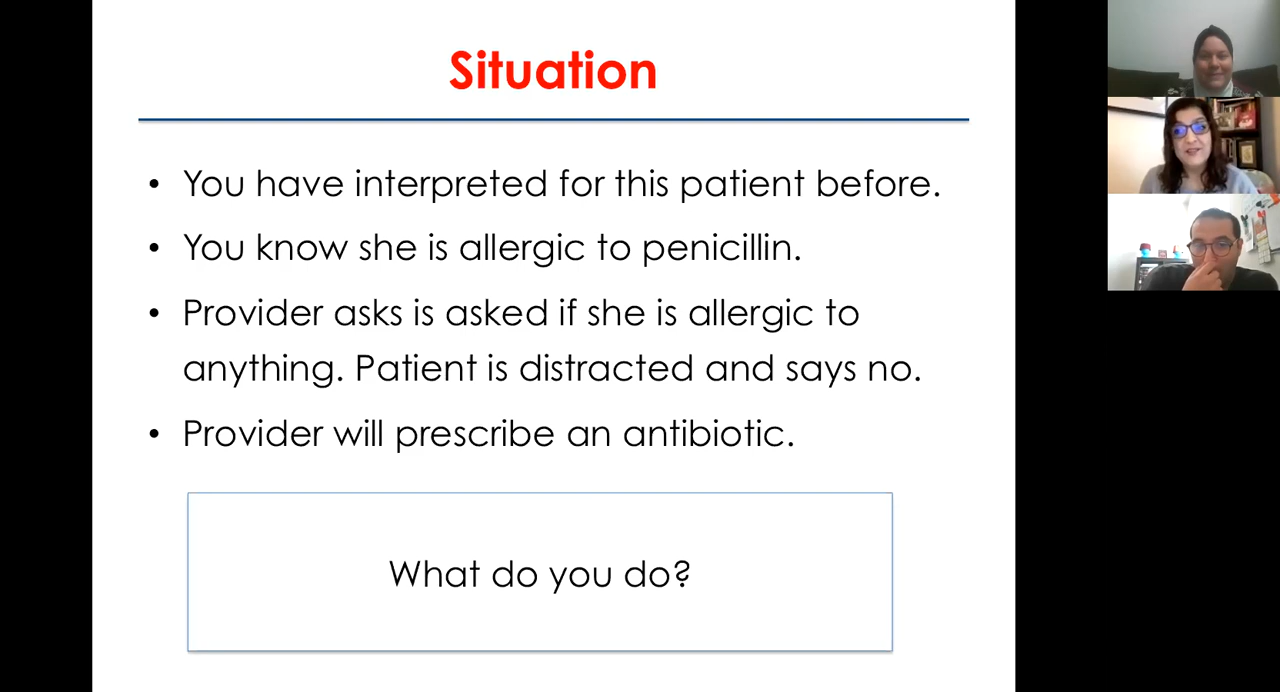 Situation
• You have interpreted for this patient before.
• You know she is allergic to penicillin.
• Provider asks is asked if she is allergic to
anything. Patient is distracted and says no.
• Provider will prescribe an antibiotic.
What do you do?